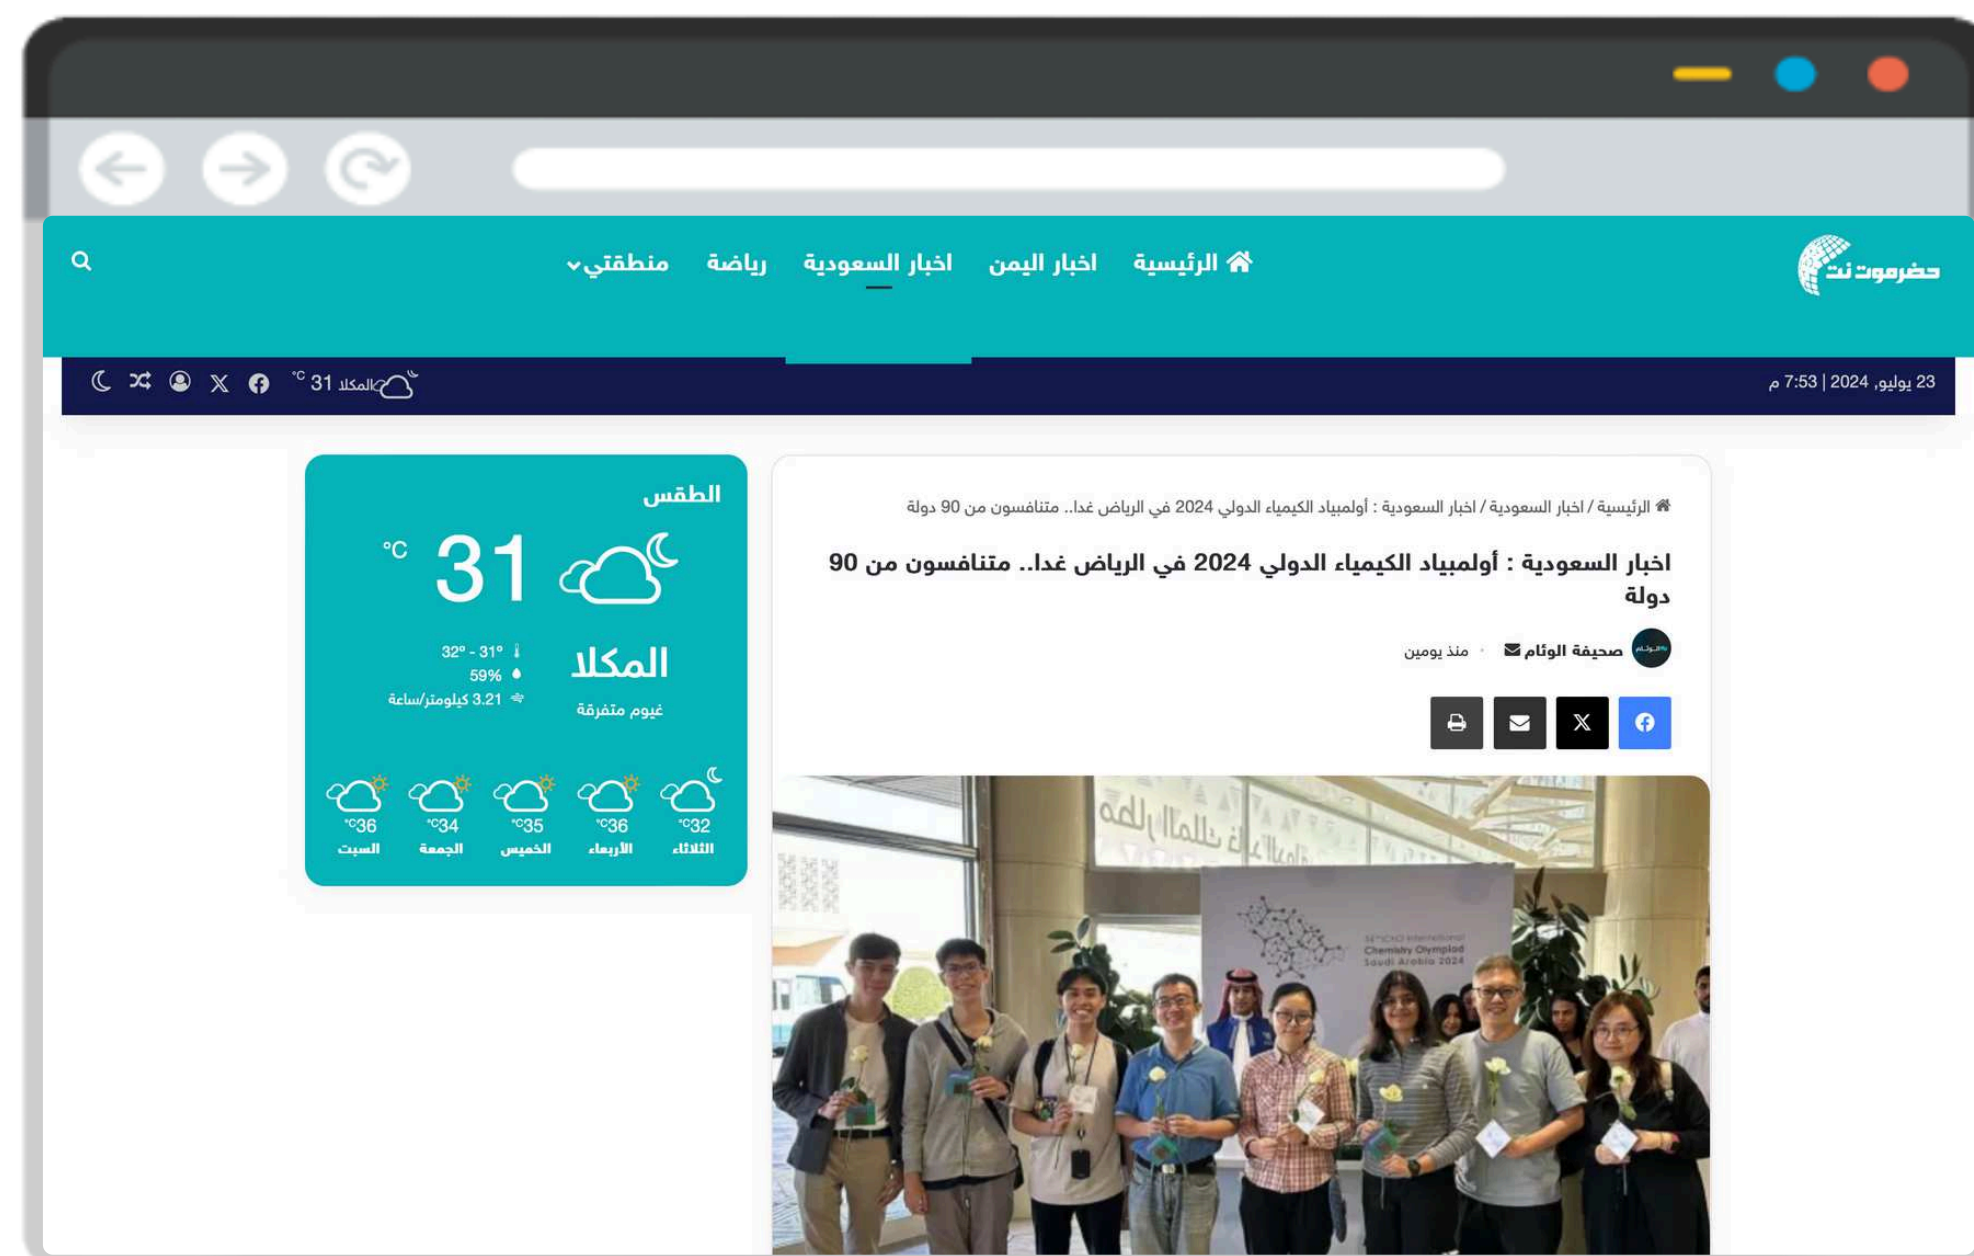 حضرموت نت
الرئيسية اخبار اليمن اخبار السعودية رياضة منطقتي
23 يوليو, 2024 | 7:53 م
المكلا 31 °C
الرئيسية / اخبار السعودية / اخبار السعودية : أولمبياد الكيمياء الدولي 2024 في الرياض غدا.. متنافسون من 90 دولة
اخبار السعودية : أولمبياد الكيمياء الدولي 2024 في الرياض غدا.. متنافسون من 90
دولة
صحيفة الوئام
منذ يومين
الطقس
31 °C
المكلا
غيوم متفرقة
32º - 31º
59%
3.21 كيلومتر/ساعة
32°C 36°C 35°C 34°C 36°C
الثلاثاء الأربعاء الخميس الجمعة السبت
International
Chemistry Olympiad
Saudi Arabia 2024